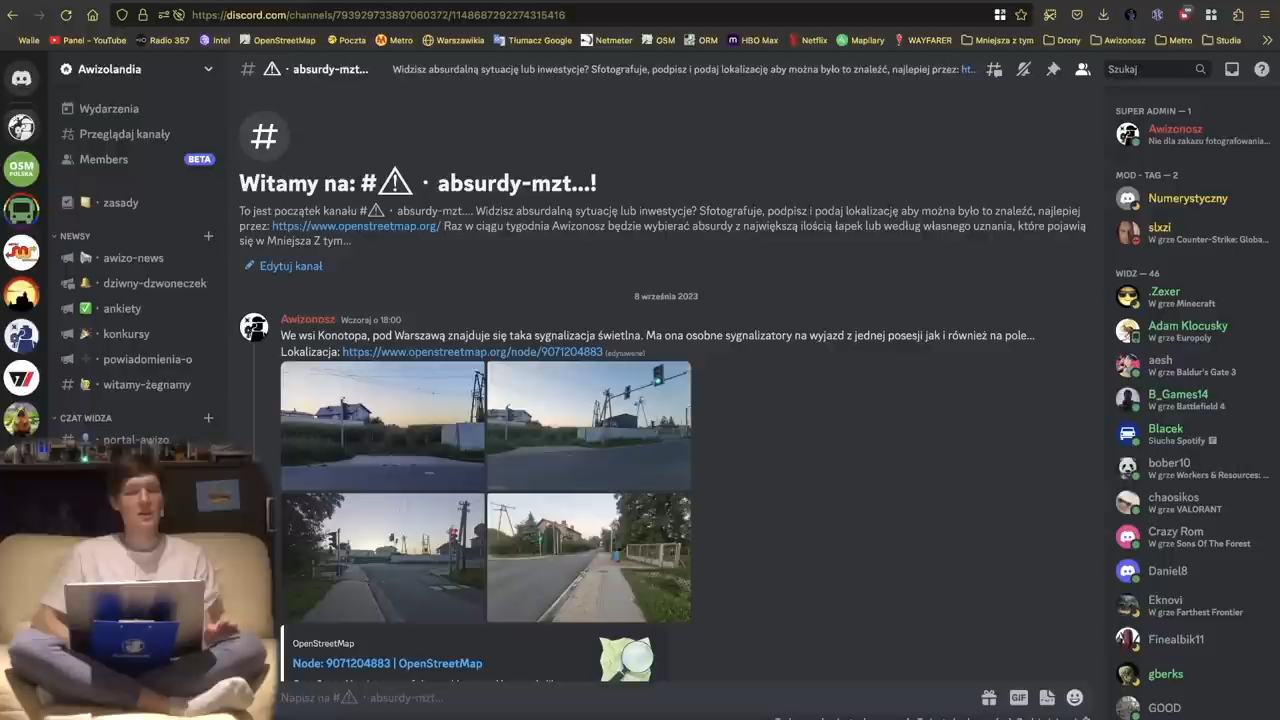 https://discord.com/channels/793929733897060372/1148687292274315416
Walle
Panel - YouTube
Radio 357
Intel
OpenStreetMap
Poczta
Metro
Warszawikia
Tłumacz Google
Netmeter
OSM
ORM
HBO Max
Netflix
Mapilary
WAYFARER
Mniejsza z tym
Drony
Awizonosz
Metro
Studia
Awizolandia
absurdy-mzt...
Widzisz absurdalną sytuację lub inwestycje? Sfotografuje, podpisz i podaj lokalizację aby można było to znaleźć, najlepiej przez: ht...
Szukaj
Wydarzenia
Przeglądaj kanały
Members
BETA
zasady
NEWSY
awizo-news
dziwny-dzwoneczek
ankiety
konkursy
powiadomienia-o
witamy-żegnamy
CZAT WIDZA
portal-awizo
OSM
POLSKA
Witamy na: #⚠ · absurdy-mzt...!
To jest początek kanału #⚠ · absurdy-mzt.... Widzisz absurdalną sytuację lub inwestycje? Sfotografuje, podpisz i podaj lokalizację aby można było to znaleźć, najlepiej
przez: https://www.openstreetmap.org/ Raz w ciągu tygodnia Awizonosz będzie wybierać absurdy z największą ilością łapek lub według własnego uznania, które pojawią
się w Mniejsza Z tym...
Edytuj kanał
8 września 2023
Awizonosz Wczoraj o 18:00
We wsi Konotopa, pod Warszawą znajduje się taka sygnalizacja świetlna. Ma ona osobne sygnalizatory na wyjazd z jednej posesji jak i również na pole...
Lokalizacja: https://www.openstreetmap.org/node/9071204883 (edytowane)
OpenStreetMap
Node: 9071204883 | OpenStreetMap
Napisz na #⚠ · absurdy-mzt...
GIF
SUPER ADMIN — 1
Awizonosz
Nie dla zakazu fotografowania...
MOD - TAG — 2
Numerystyczny
slxzi
W grze Counter-Strike: Globa...
WIDZ — 46
.Zexer
W grze Minecraft
Adam Klocusky
W grze Europoly
aesh
W grze Baldur's Gate 3
B_Games14
W grze Battlefield 4
Blacek
Słucha Spotify
bober10
W grze Workers & Resources: ...
chaosikos
W grze VALORANT
Crazy Rom
W grze Sons Of The Forest
Daniel8
Eknovi
W grze Farthest Frontier
Finealbik11
gberks
GOOD